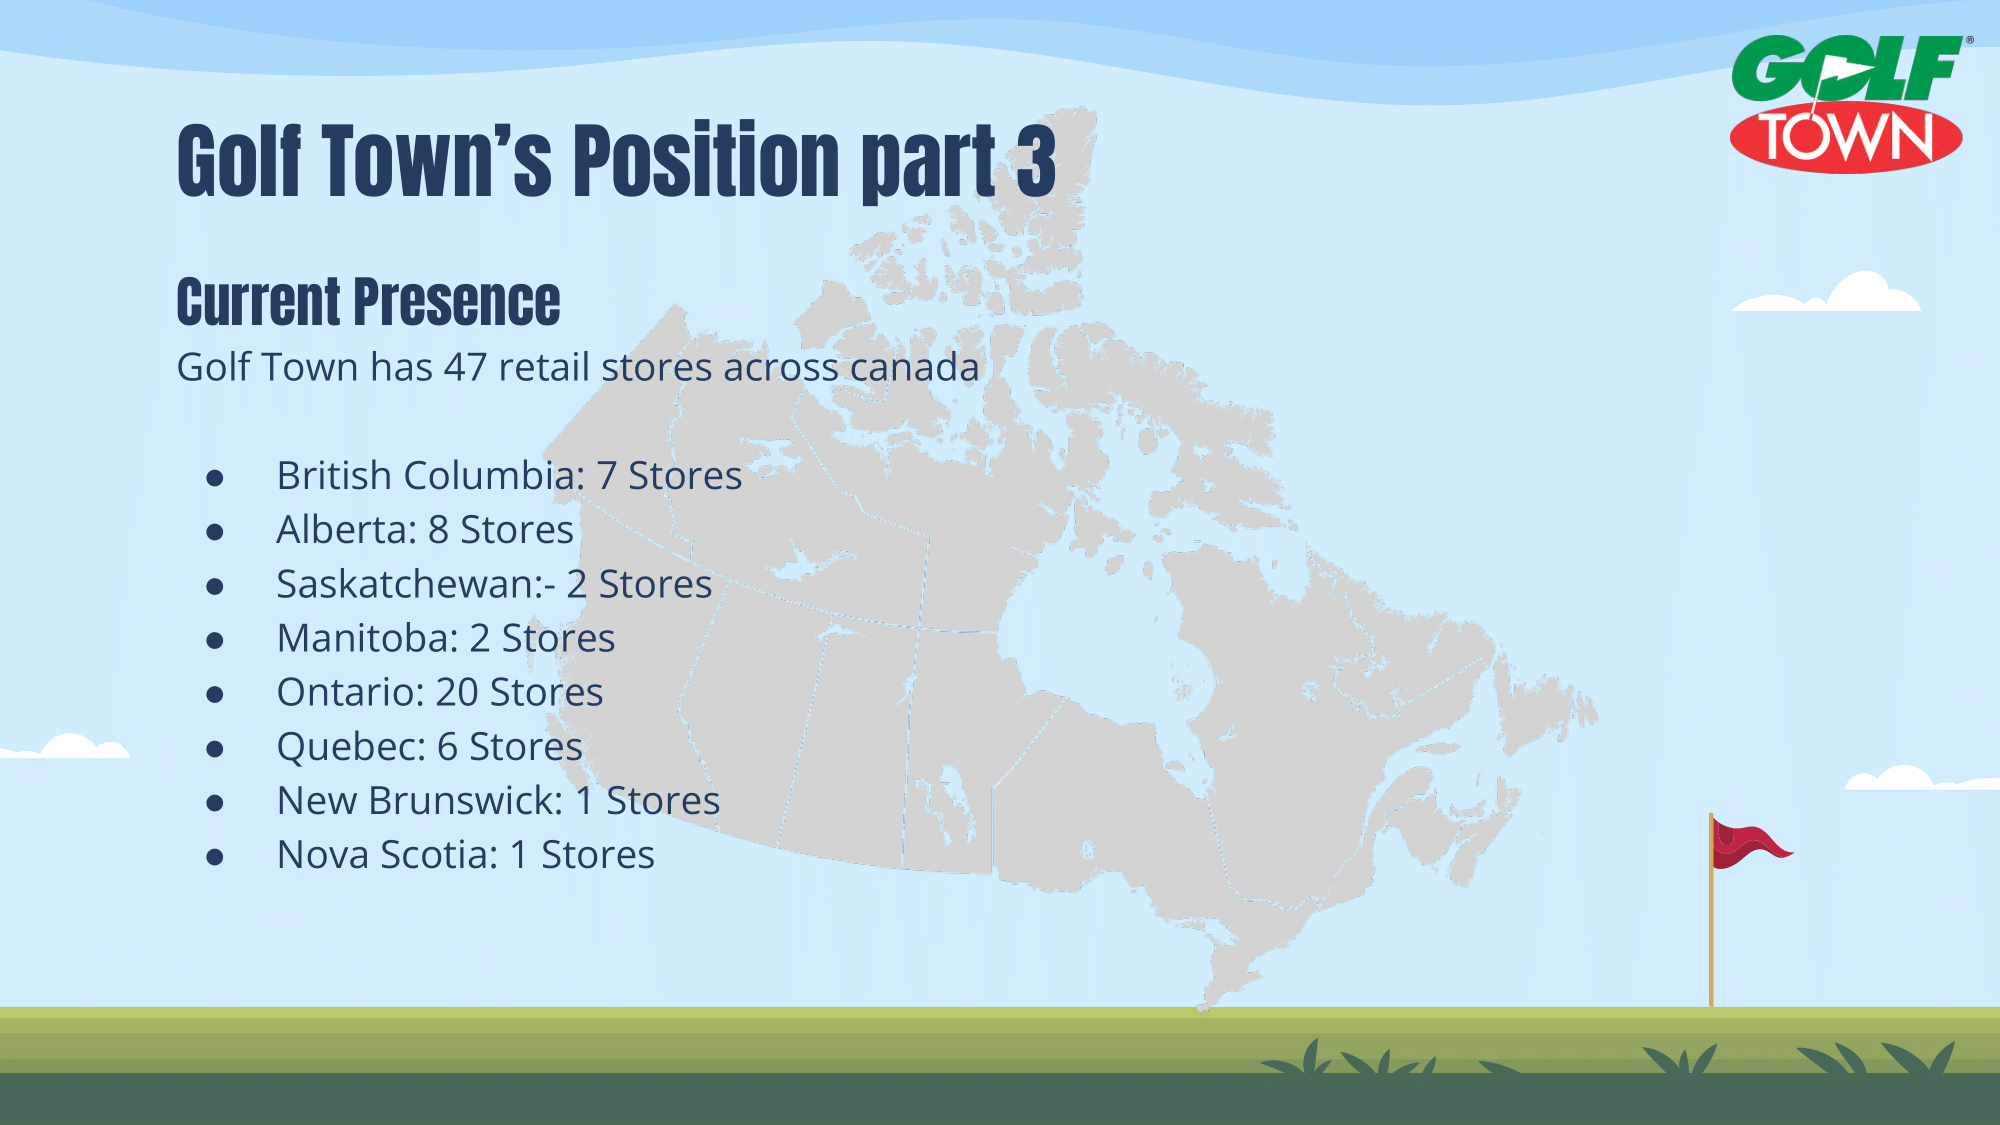 GOLF®
TOWN
Golf Town’s Position part 3
Current Presence
Golf Town has 47 retail stores across canada
● British Columbia: 7 Stores
● Alberta: 8 Stores
● Saskatchewan:- 2 Stores
● Manitoba: 2 Stores
● Ontario: 20 Stores
● Quebec: 6 Stores
● New Brunswick: 1 Stores
● Nova Scotia: 1 Stores